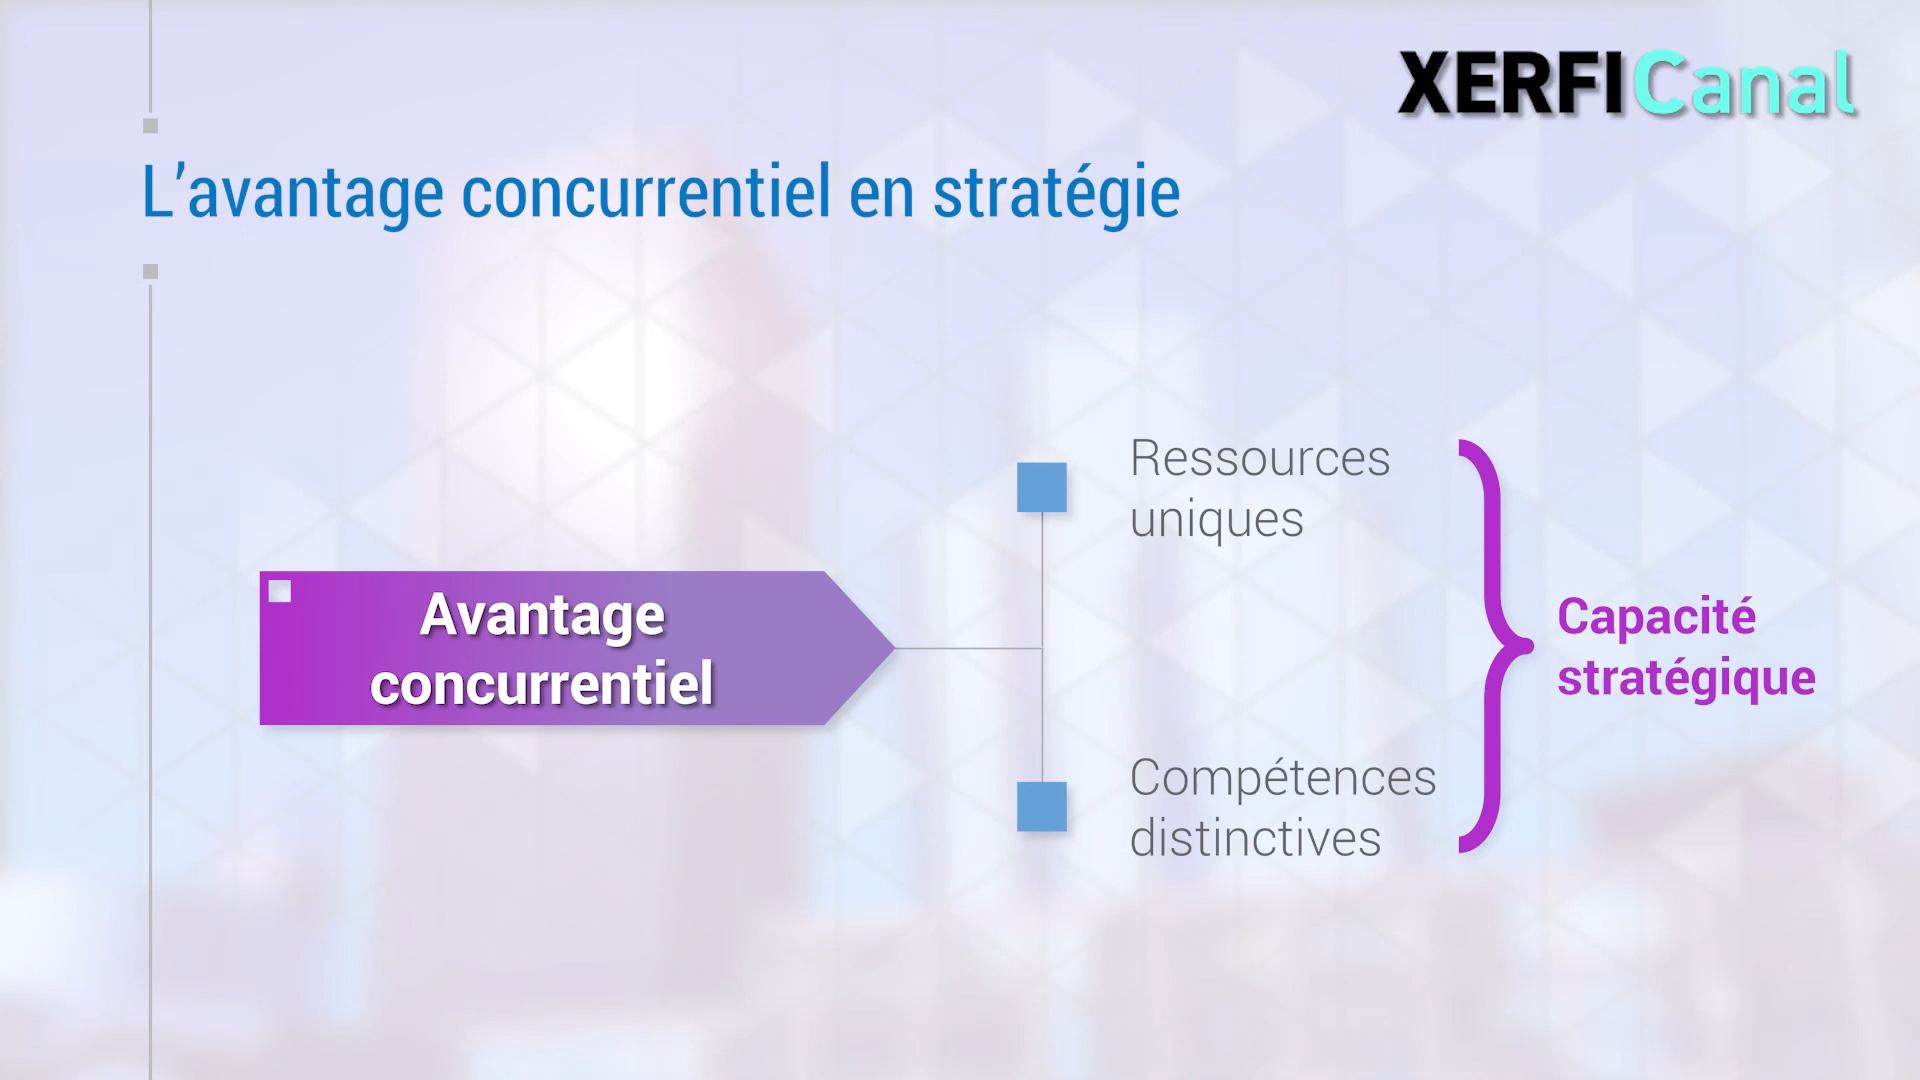 XERFI Canal
L’avantage concurrentiel en stratégie
Avantage
concurrentiel
Ressources
uniques
Compétences
distinctives
Capacité
stratégique